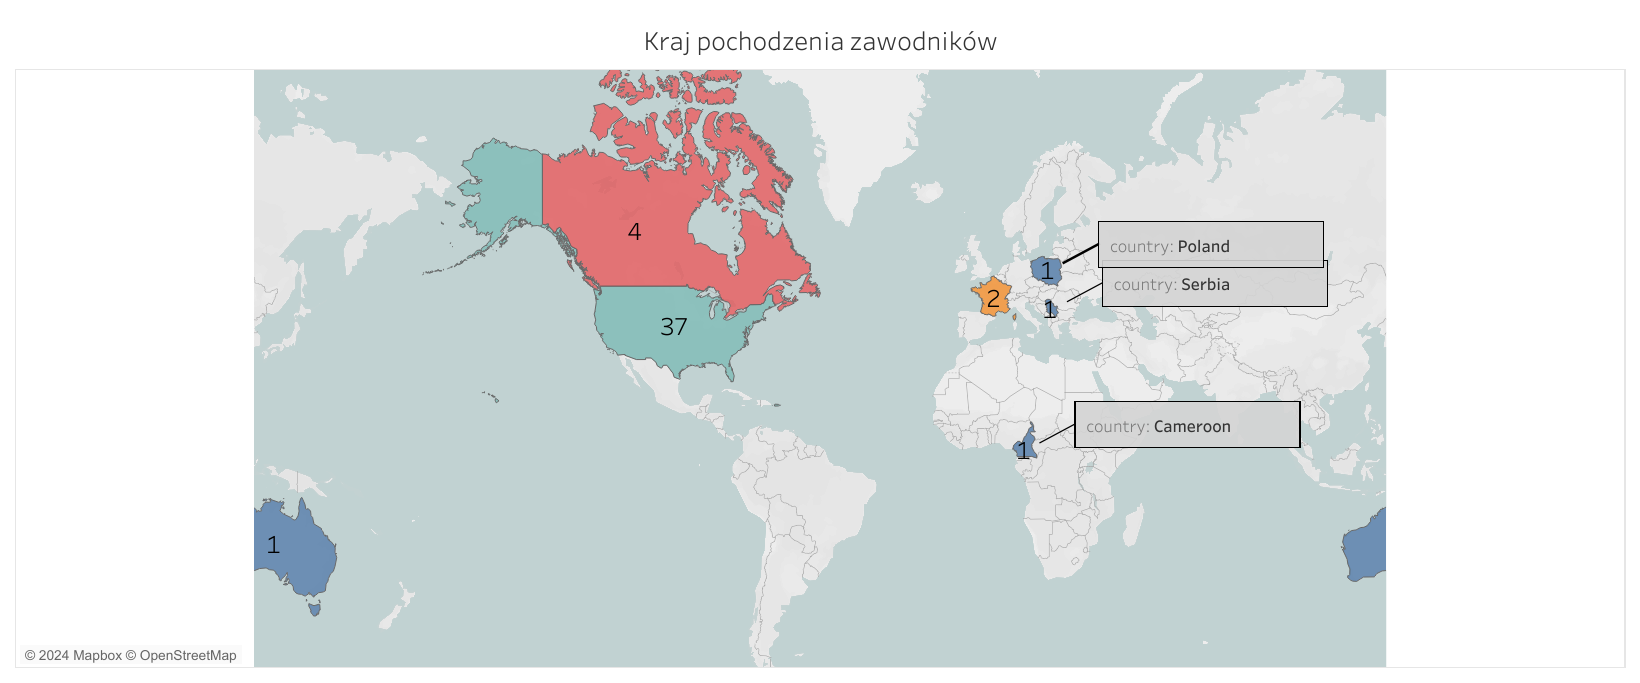 Kraj pochodzenia zawodników
4
country: Poland
1
country: Serbia
2
1
37
country: Cameroon
1
1
© 2024 Mapbox © OpenStreetMap